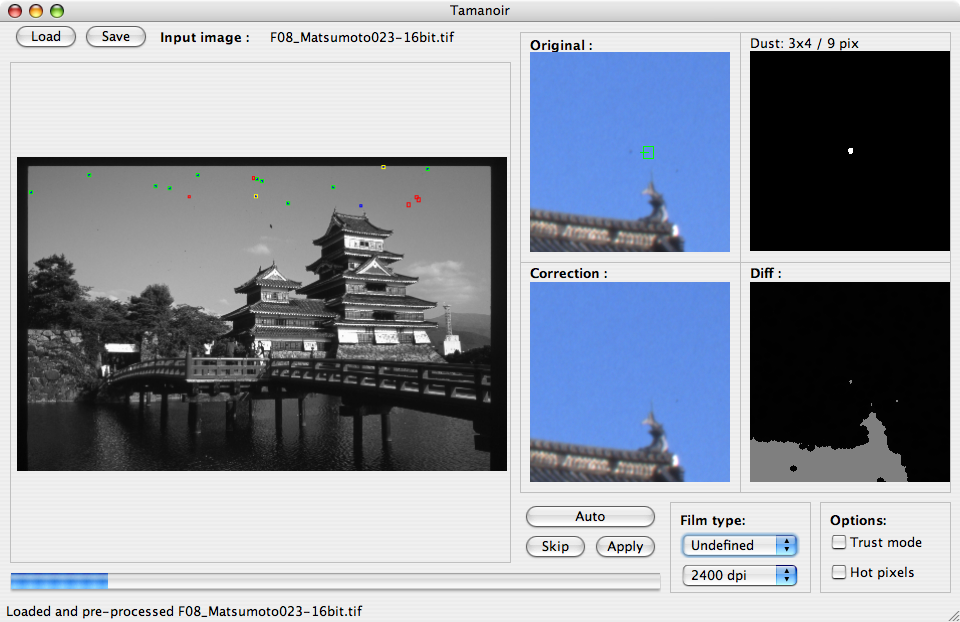 Tamanoir
Load Save Input image : F08_Matsumoto023-16bit.tif
Original :
Dust: 3x4 / 9 pix
Correction :
Diff :
Auto
Skip Apply
Film type:
Undefined
2400 dpi
Options:
Trust mode
Hot pixels
Loaded and pre-processed F08_Matsumoto023-16bit.tif